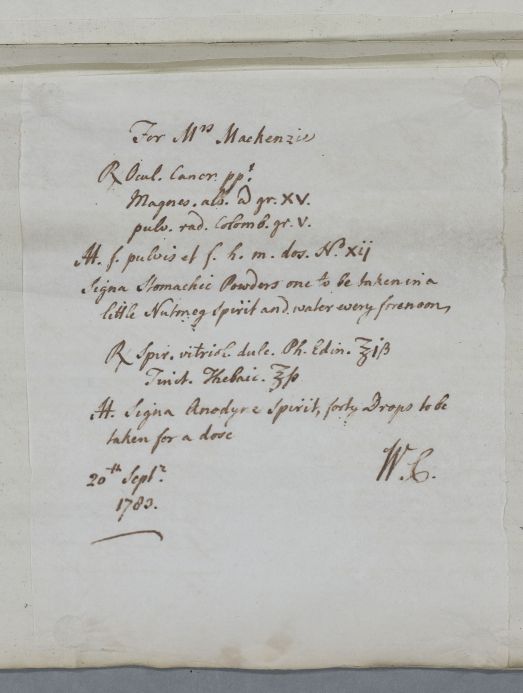 For Mrs Mackenzie
℞ Ocul. Cancr. ppt.
Magnes. alb. a̅ gr. XV.
pulv. rad. Colomb. gr. V.
M. f. pulvis et f. h. m. dos. No. xij
Signa Stomachic Powders one to be taken in a
little Nutmeg Spirit and water every forenoon,
℞ Spir. vitriol. dulc. Ph. Edin. ʒiß
Tinct. Thebaic. ʒß
M. Signa Anodyne Spirit, forty Drops to be
taken for a dose
W. C.
20th Septr.
1783.